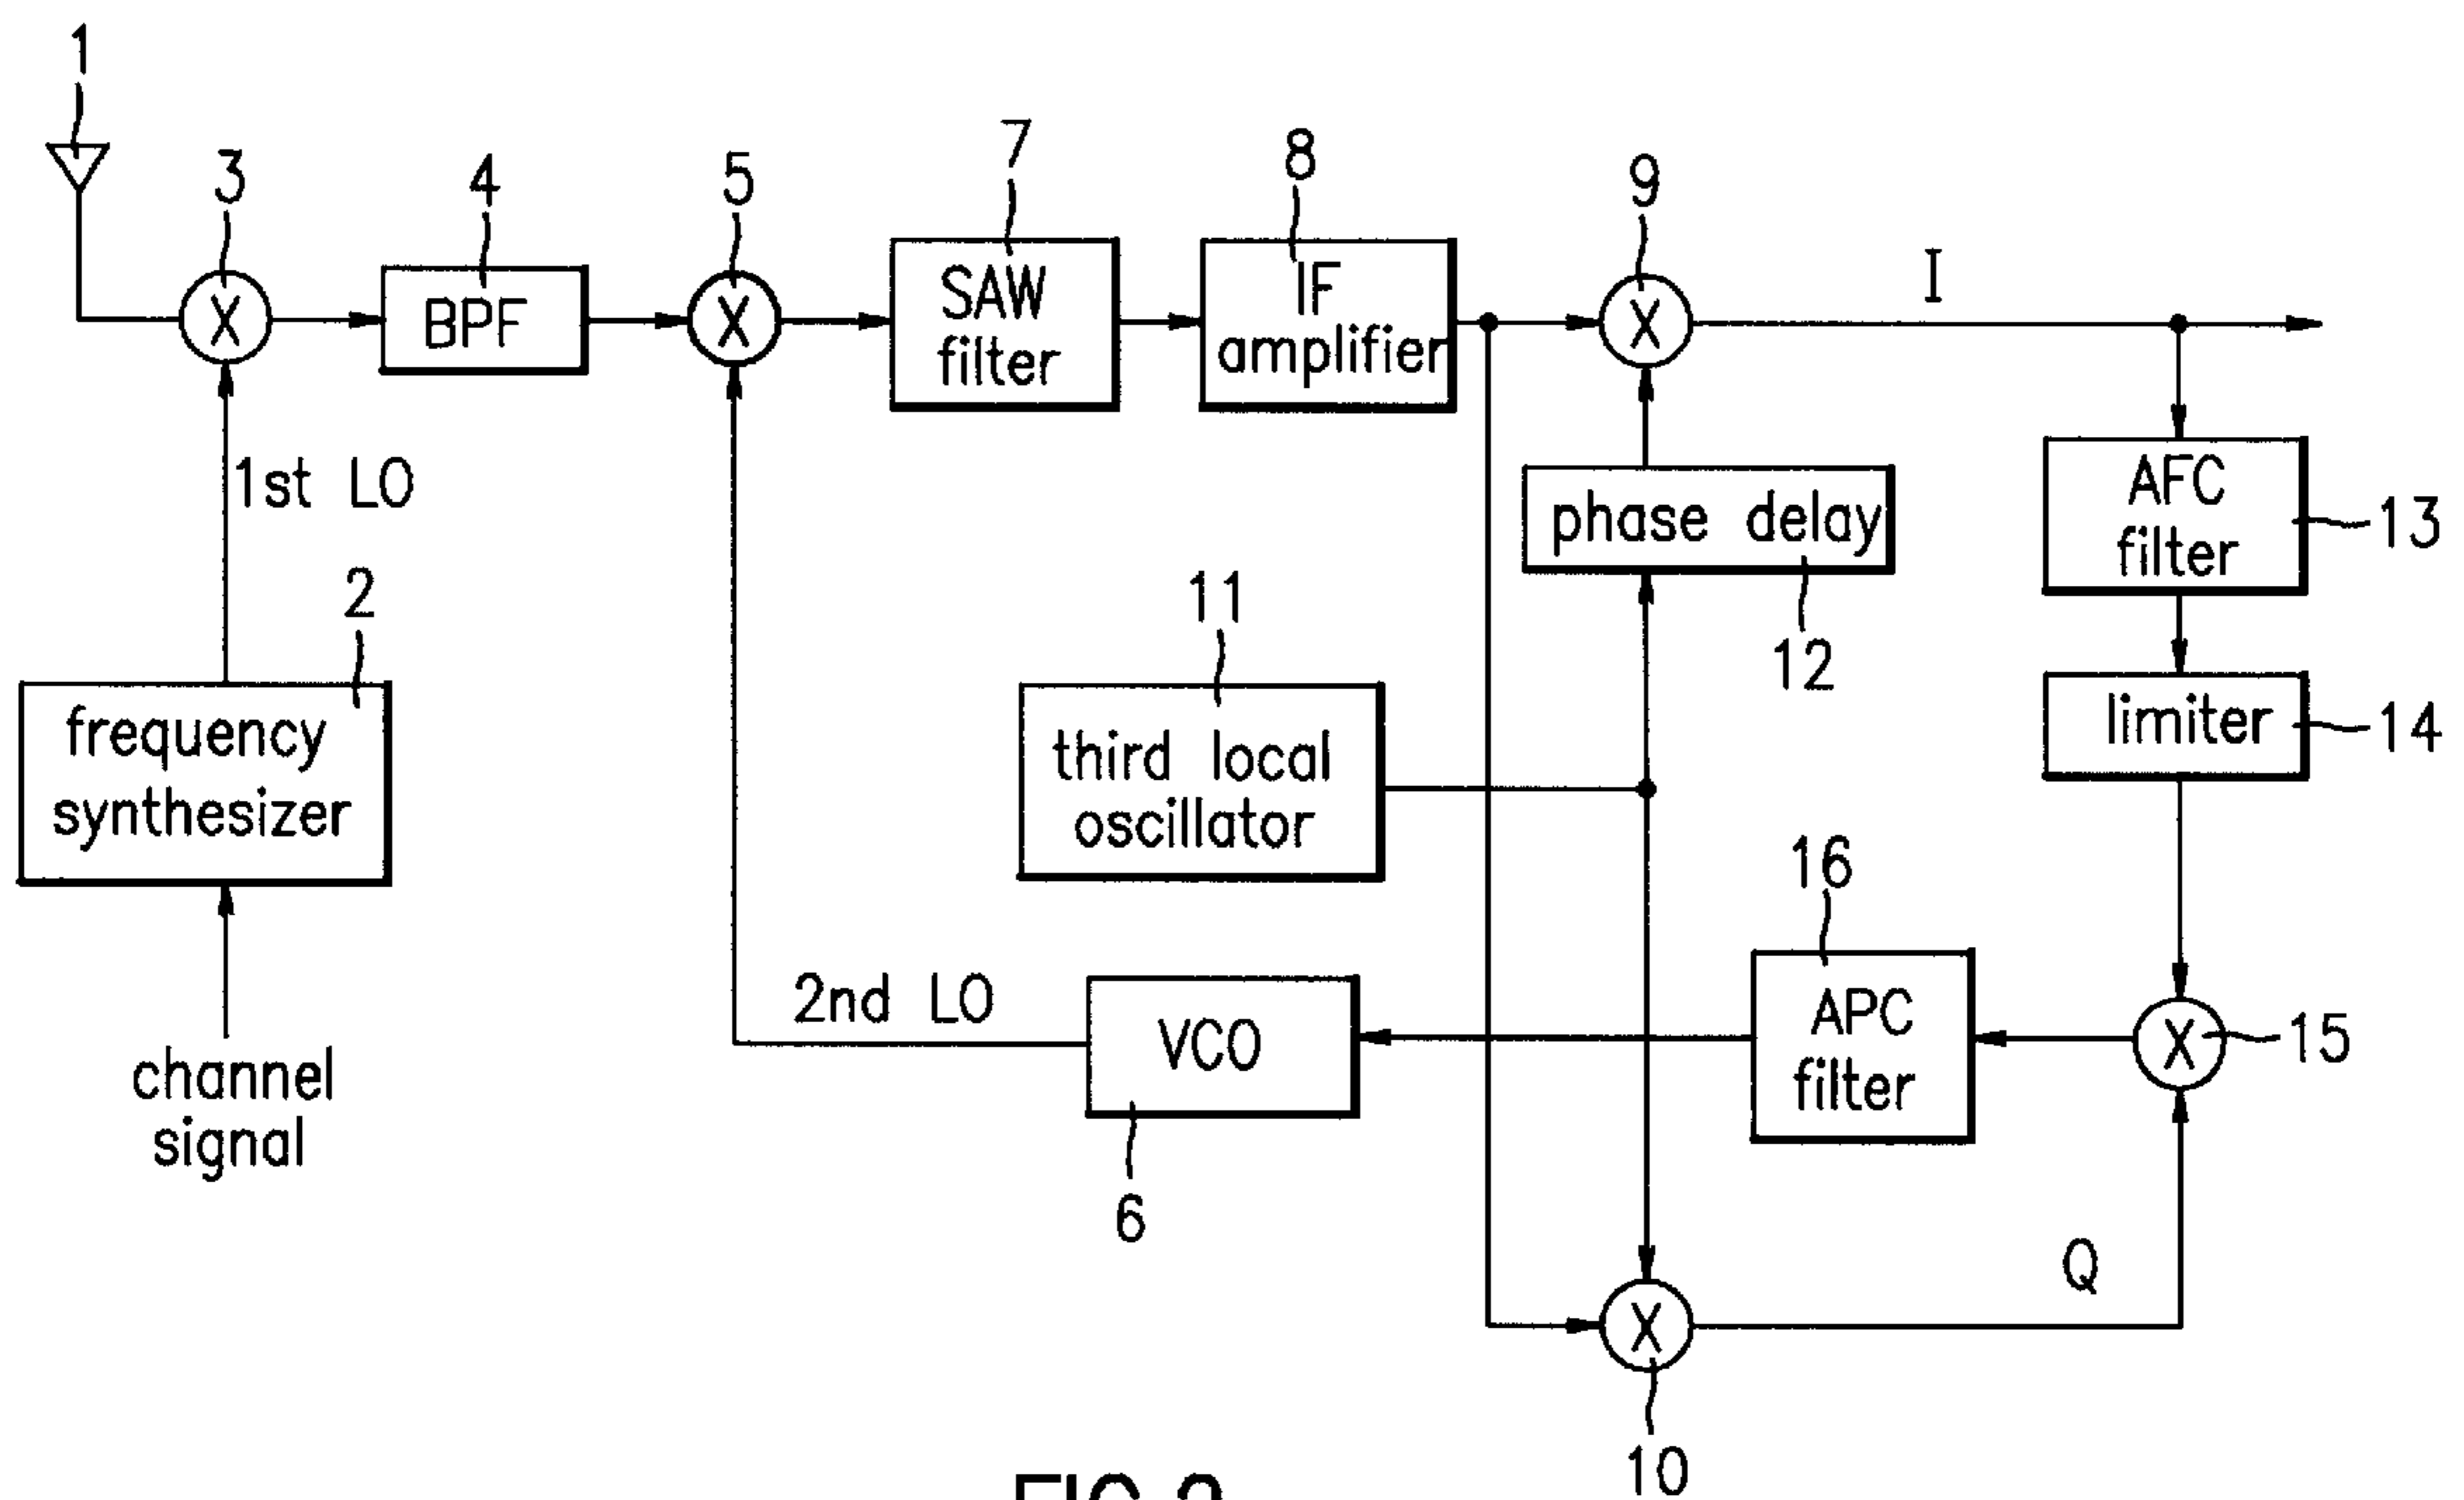 1
3
4
5
7
8
9
X
BPF
X
SAW
filter
IF
amplifier
X
I
1st LO
phase delay
12
AFC
filter
13
2
frequency
synthesizer
11
third local
oscillator
limiter
14
16
channel
signal
2nd LO
VCO
6
APC
filter
X
15
Q
X
10